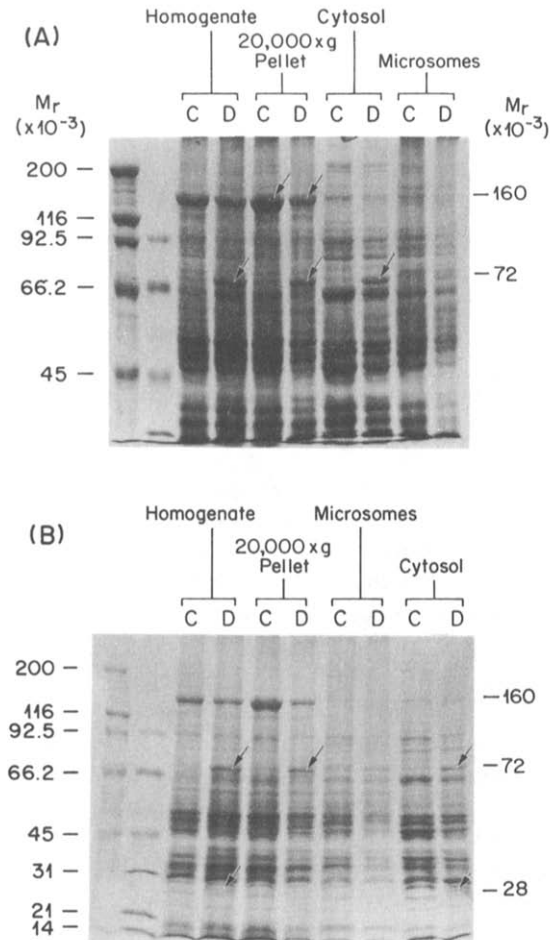 (A)
Homogenate Cytosol
20,000 x g
Pellet Microsomes
C D C D C D C D
Mr
(x10-3)
Mr
(x10-3)
200
160
116
92.5
72
66.2
45
(B)
Homogenate Microsomes
20,000 x g
Pellet Cytosol
C D C D C D C D
200
160
116
92.5
72
66.2
45
31
28
21
14